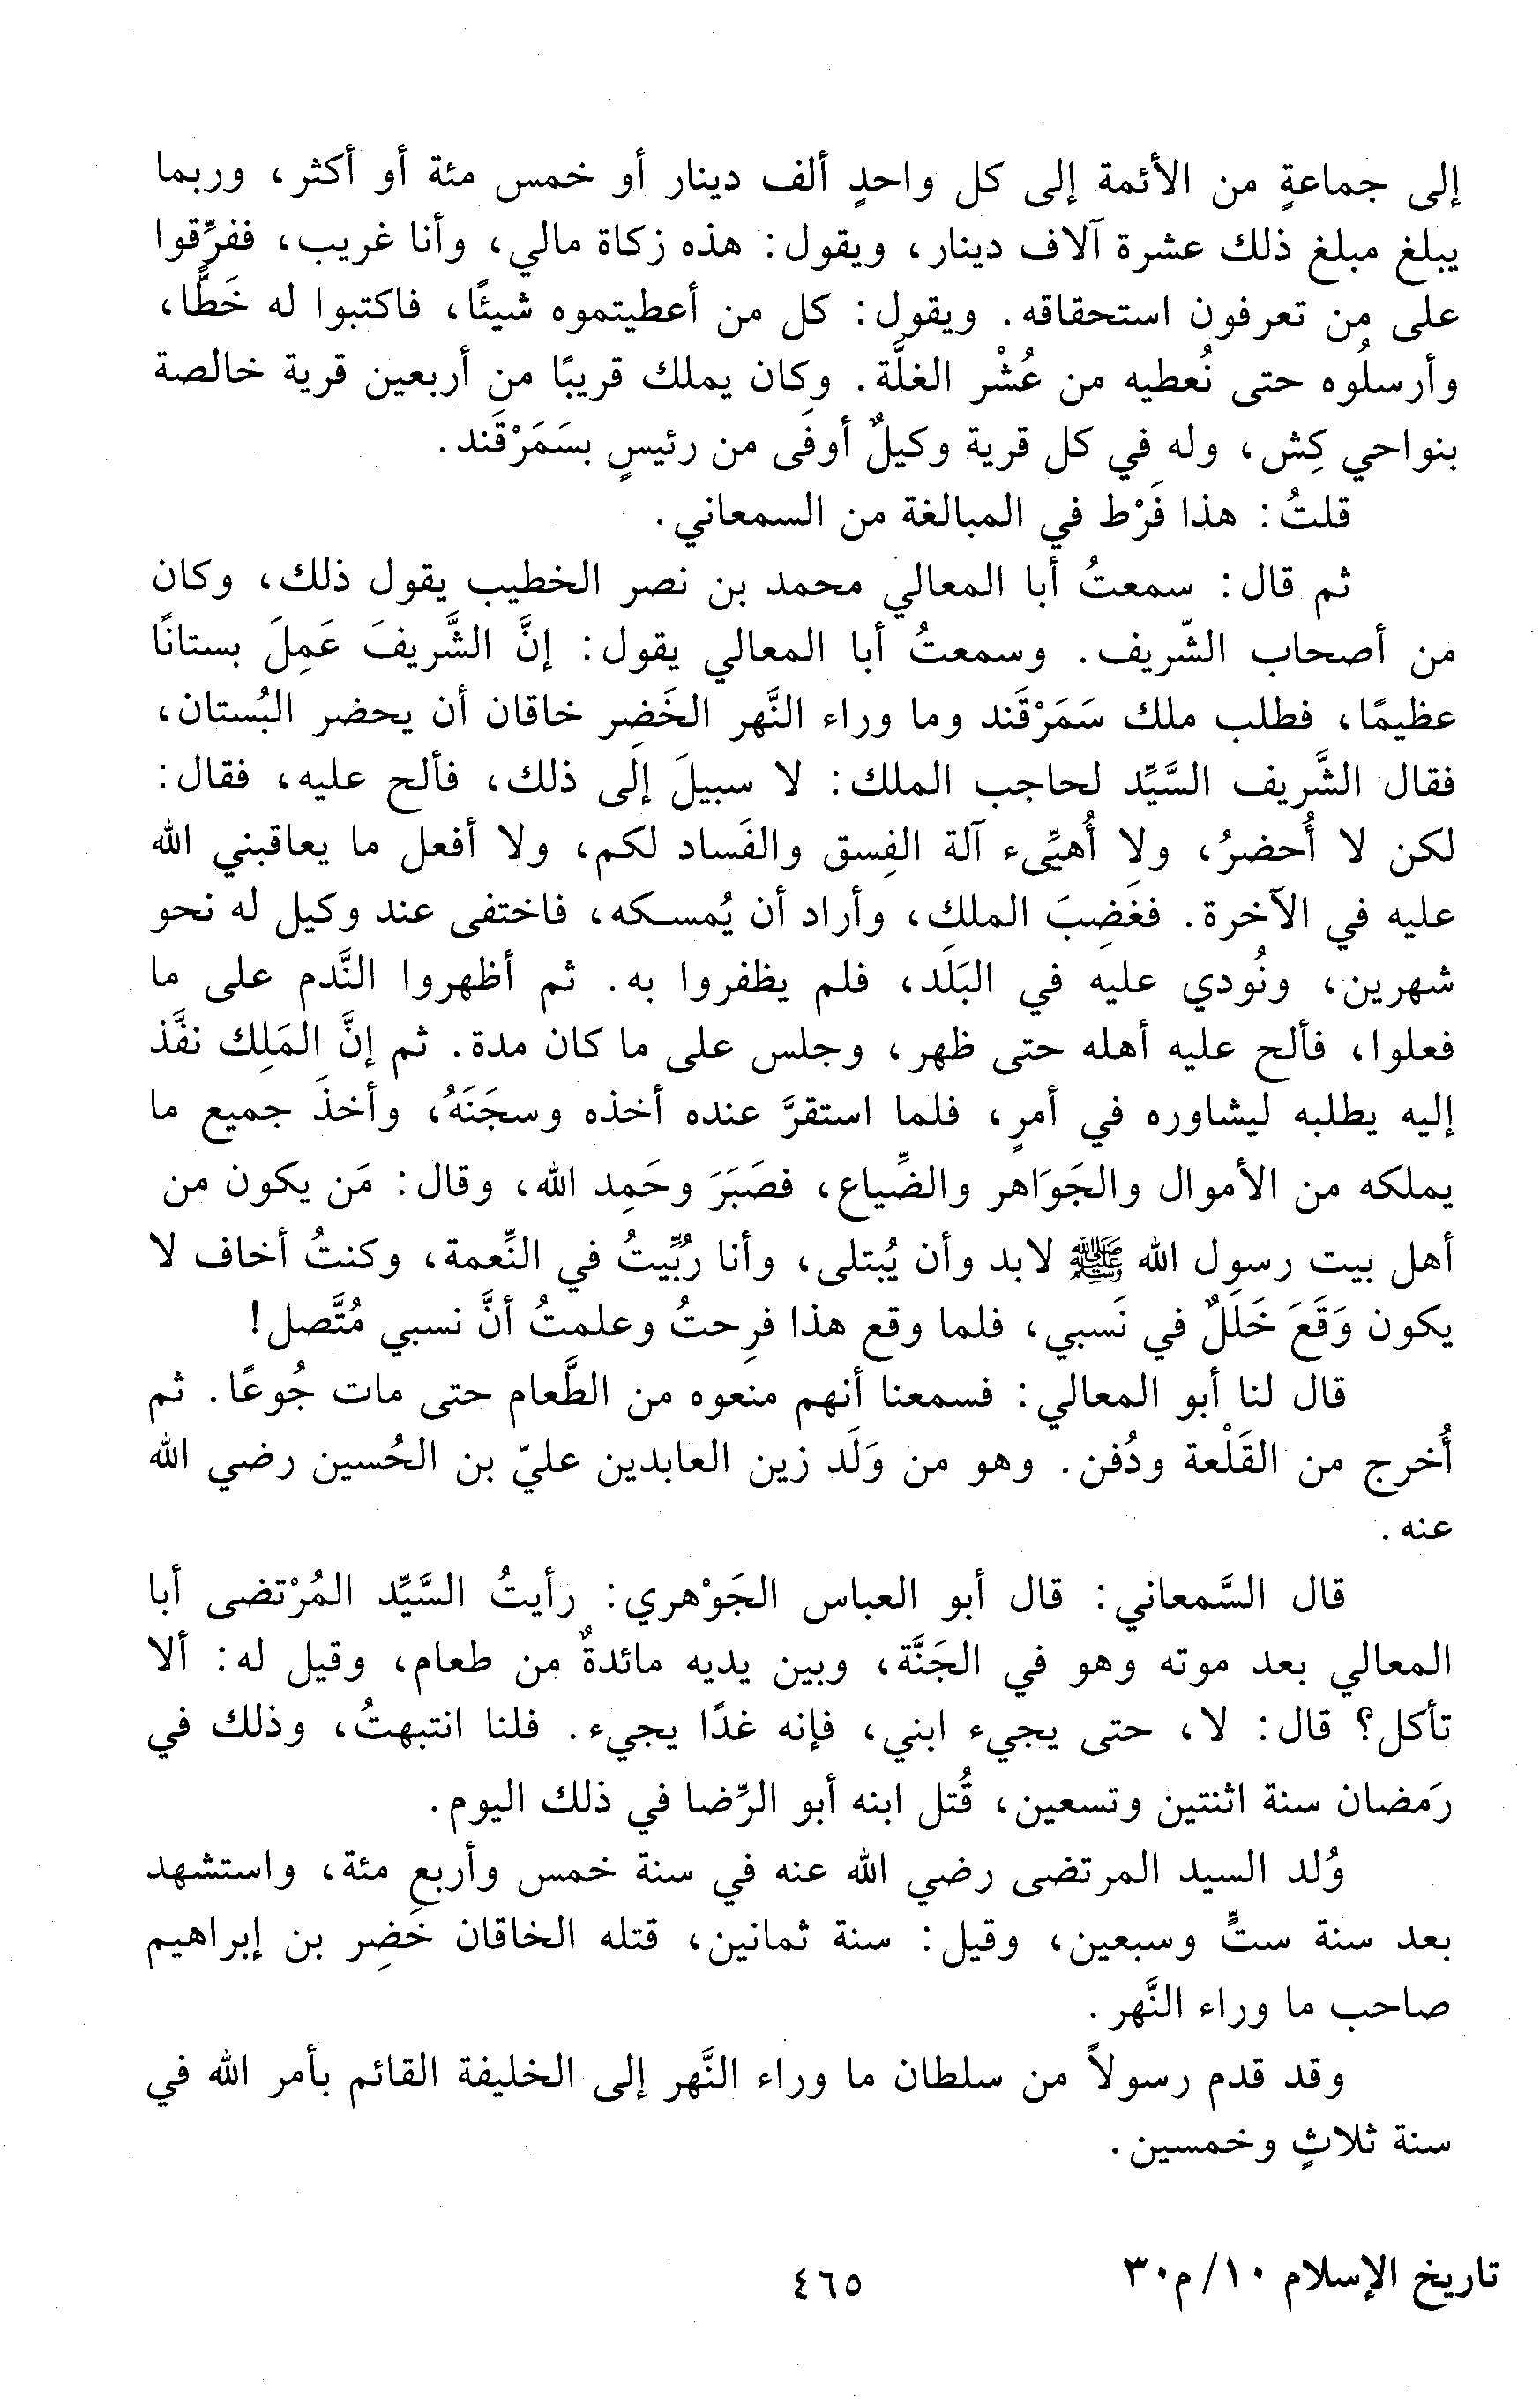 إلى جماعةٍ من الأئمة إلى كل واحدٍ ألف دينار أو خمس مئة أو أكثر، وربما
يبلغ مبلغ ذلك عشرة آلاف دينار، ويقول: هذه زكاة مالي، وأنا غريب، ففرِّقوا
على من تعرفون استحقاقه. ويقول: كل من أعطيتموه شيئًا، فاكتبوا له خَطًّا،
وأرسلُوه حتى نُعطيه من عُشْر الغلَّة. وكان يملك قريبًا من أربعين قرية خالصة
بنواحي كِش، وله في كل قرية وكيلٌ أوفَى من رئيسٍ بسَمَرْقَند.
قلتُ: هذا فَرْط في المبالغة من السمعاني.
ثم قال: سمعتُ أبا المعالي محمد بن نصر الخطيب يقول ذلك، وكان
من أصحاب الشّريف. وسمعتُ أبا المعالي يقول: إنَّ الشَّريفَ عَمِلَ بستانًا
عظيمًا، فطلب ملك سَمَرْقَند وما وراء النَّهر الخَضِر خاقان أن يحضر البُستان،
فقال الشَّريف السَّيِّد لحاجب الملك: لا سبيلَ إلى ذلك، فألح عليه، فقال:
لكن لا أُحضرُ، ولا أُهيِّىء آلة الفِسق والفَساد لكم، ولا أفعل ما يعاقبني الله
عليه في الآخرة. فغَضِبَ الملك، وأراد أن يُمسكه، فاختفى عند وكيل له نحو
شهرين، ونُودي عليه في البَلَد، فلم يظفروا به. ثم أظهروا النَّدم على ما
فعلوا، فألح عليه أهله حتى ظهر، وجلس على ما كان مدة. ثم إنَّ المَلِك نفَّذ
إليه يطلبه ليشاوره في أمرٍ، فلما استقرَّ عنده أخذه وسجَنَهُ، وأخذَ جميع ما
يملكه من الأموال والجَوَاهر والضِّياع، فصَبَرَ وحَمِد الله، وقال: مَن يكون من
أهل بيت رسول الله ﷺ لابد وأن يُبتلى، وأنا رُبِّيتُ في النِّعمة، وكنتُ أخاف لا
يكون وَقَعَ خَلَلٌ في نَسبي، فلما وقع هذا فرِحتُ وعلمتُ أنَّ نسبي مُتَّصل!
قال لنا أبو المعالي: فسمعنا أنهم منعوه من الطَّعام حتى مات جُوعًا. ثم
أُخرج من القَلْعة ودُفن. وهو من وَلَد زين العابدين عليّ بن الحُسين رضي الله
عنه.
قال السَّمعاني: قال أبو العباس الجَوْهري: رأيتُ السَّيِّد المُرْتضى أبا
المعالي بعد موته وهو في الجَنَّة، وبين يديه مائدةٌ من طعام، وقيل له: ألا
تأكل؟ قال: لا، حتى يجيء ابني، فإنه غدًا يجيء. فلنا انتبهتُ، وذلك في
رَمضان سنة اثنتين وتسعين، قُتل ابنه أبو الرِّضا في ذلك اليوم.
وُلد السيد المرتضى رضي الله عنه في سنة خمس وأربع مئة، واستشهد
بعد سنة ستٍّ وسبعين، وقيل: سنة ثمانين، قتله الخاقان خَضِر بن إبراهيم
صاحب ما وراء النَّهر.
وقد قدم رسولاً من سلطان ما وراء النَّهر إلى الخليفة القائم بأمر الله في
سنة ثلاثٍ وخمسين.
تاريخ الإسلام ١٠/ م٣٠
٤٦٥